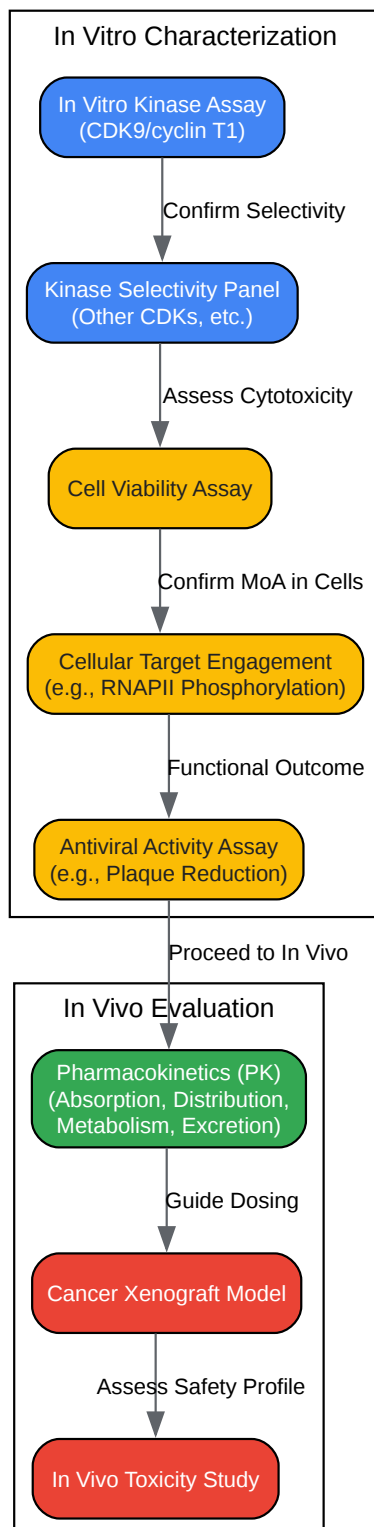 In Vitro Characterization
In Vitro Kinase Assay
(CDK9/cyclin T1)
Confirm Selectivity
Kinase Selectivity Panel
(Other CDKs, etc.)
Assess Cytotoxicity
Cell Viability Assay
Confirm MoA in Cells
Cellular Target Engagement
(e.g., RNAPII Phosphorylation)
Functional Outcome
Antiviral Activity Assay
(e.g., Plaque Reduction)
Proceed to In Vivo
In Vivo Evaluation
Pharmacokinetics (PK)
(Absorption, Distribution,
Metabolism, Excretion)
Guide Dosing
Cancer Xenograft Model
Assess Safety Profile
In Vivo Toxicity Study